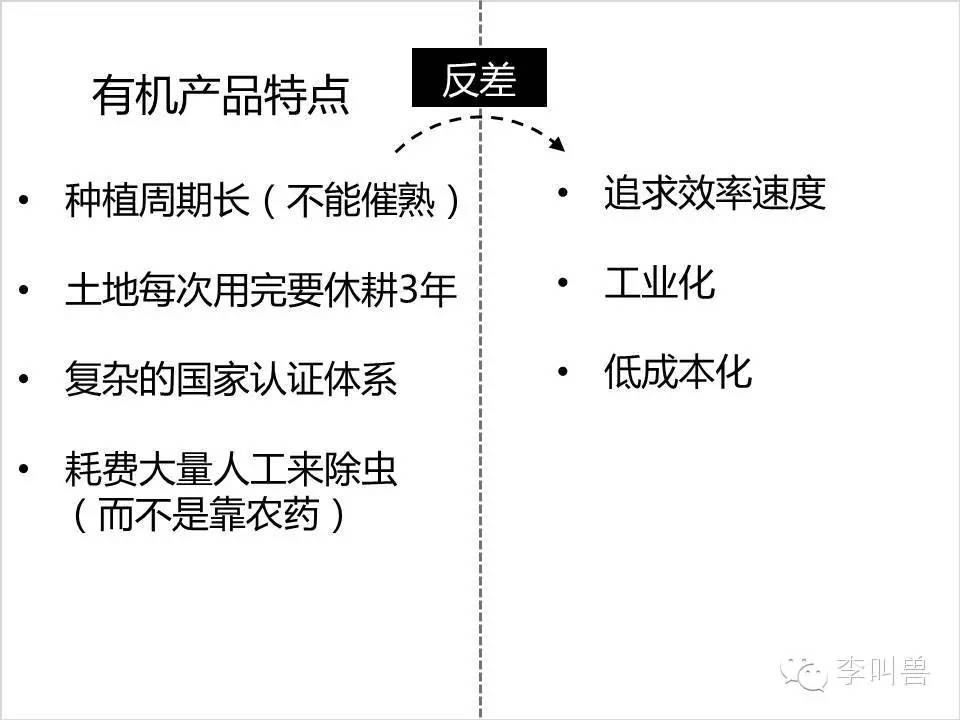 有机产品特点
反差
• 种植周期长（不能催熟）
• 土地每次用完要休耕3年
• 复杂的国家认证体系
• 耗费大量人工来除虫
（而不是靠农药）
• 追求效率速度
• 工业化
• 低成本化
李叫兽